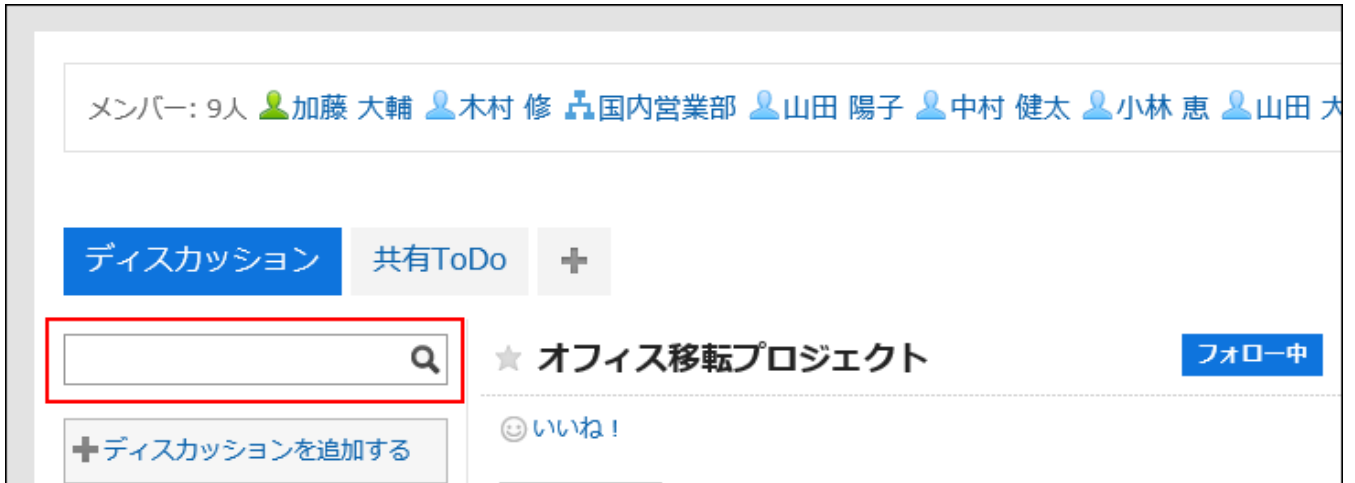 メンバー: 9人 加藤 大輔 木村 修 国内営業部 山田 陽子 中村 健太 小林 恵 山田 大
ディスカッション 共有ToDo
オフィス移転プロジェクト フォロー中
いいね！
ディスカッションを追加する